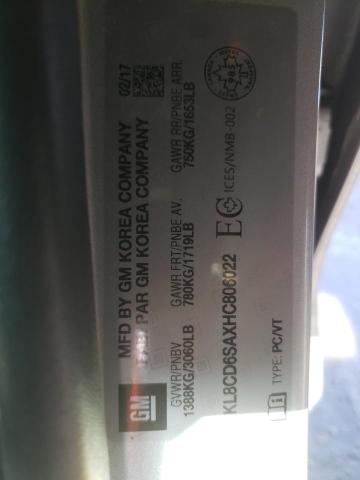 GM
MFD BY GM KOREA COMPANY 02/17
PAR GM KOREA COMPANY
GVWR/PNBV GAWR FRT/PNBE AV. GAWR RR/PNBE ARR.
1388KG/3060LB 780KG/1719LB 750KG/1653LB
EC ICES/NMB-002
KL8CD6SAXHC806022
TYPE: PC/VT